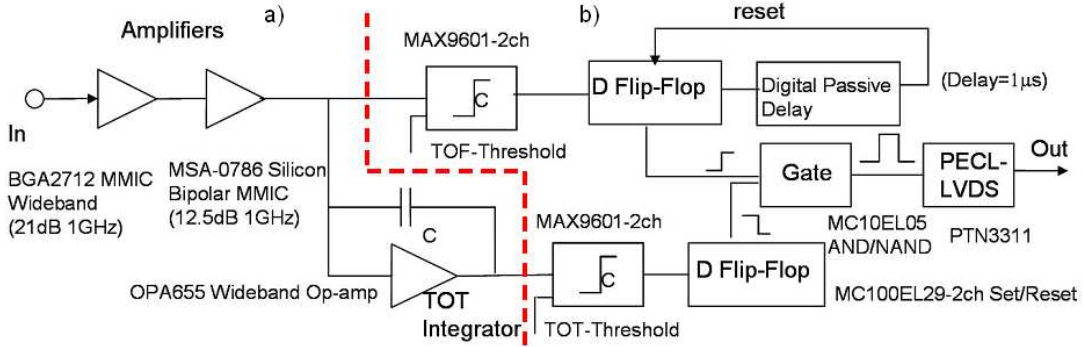 a)
b)
reset
Amplifiers
MAX9601-2ch
D Flip-Flop
Digital Passive
Delay
(Delay=1μs)
C
In
TOF-Threshold
BGA2712 MMIC
Wideband
(21dB 1GHz)
MSA-0786 Silicon
Bipolar MMIC
(12.5dB 1GHz)
Gate
PECL-
LVDS
Out
MC10EL05
AND/NAND
PTN3311
C
MAX9601-2ch
C
D Flip-Flop
OPA655 Wideband Op-amp
TOT
Integrator
TOT-Threshold
MC100EL29-2ch Set/Reset